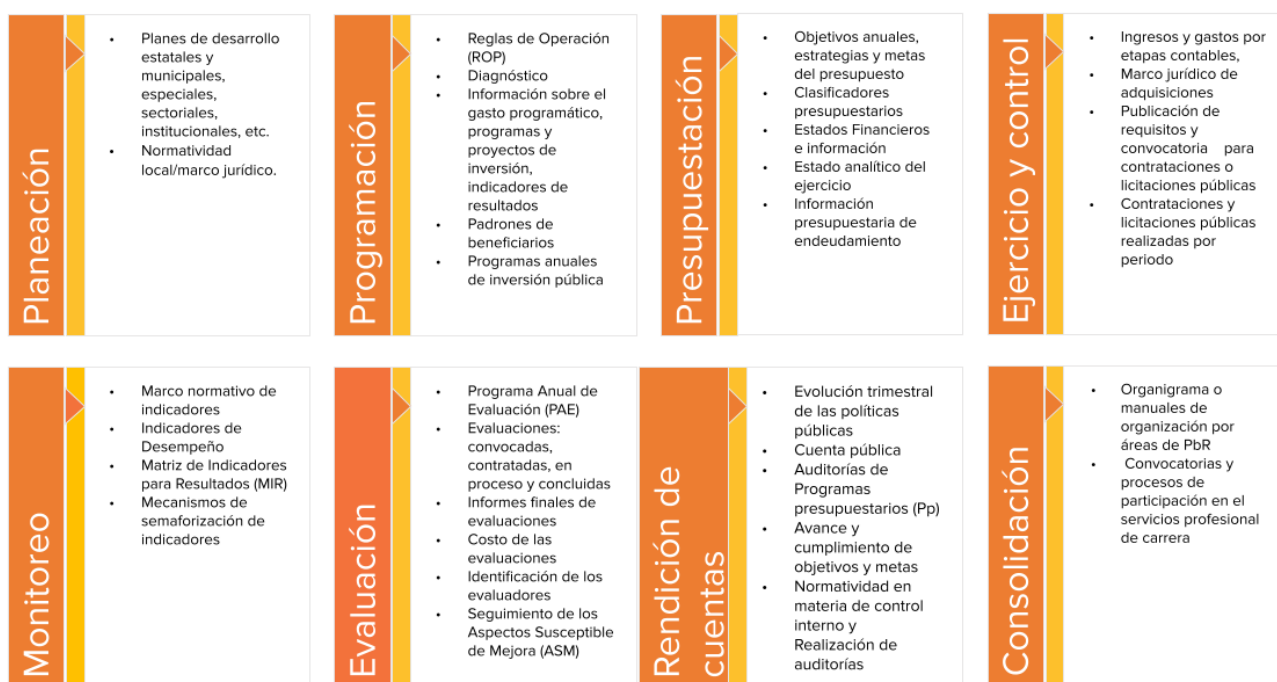 Planeación
• Planes de desarrollo
estatales y
municipales,
especiales,
sectoriales,
institucionales, etc.
• Normatividad
local/marco jurídico.
Programación
• Reglas de Operación
(ROP)
• Diagnóstico
• Información sobre el
gasto programático,
programas y
proyectos de
inversión,
indicadores de
resultados
• Padrones de
beneficiarios
• Programas anuales
de inversión pública
Presupuestación
• Objetivos anuales,
estrategias y metas
del presupuesto
• Clasificadores
presupuestarios
• Estados Financieros
e información
• Estado analítico del
ejercicio
• Información
presupuestaria de
endeudamiento
Ejercicio y control
• Ingresos y gastos por
etapas contables,
• Marco jurídico de
adquisiciones
• Publicación de
requisitos y
convocatoria para
contrataciones o
licitaciones públicas
• Contrataciones y
licitaciones públicas
realizadas por
periodo
Monitoreo
• Marco normativo de
indicadores
• Indicadores de
Desempeño
• Matriz de Indicadores
para Resultados (MIR)
• Mecanismos de
semaforización de
indicadores
Evaluación
• Programa Anual de
Evaluación (PAE)
• Evaluaciones:
convocadas,
contratadas, en
proceso y concluidas
• Informes finales de
evaluaciones
• Costo de las
evaluaciones
• Identificación de los
evaluadores
• Seguimiento de los
Aspectos Susceptible
de Mejora (ASM)
Rendición de
cuentas
• Evolución trimestral
de las políticas
públicas
• Cuenta pública
• Auditorías de
Programas
presupuestarios (Pp)
• Avance y
cumplimiento de
objetivos y metas
• Normatividad en
materia de control
interno y
Realización de
auditorías
Consolidación
• Organigrama o
manuales de
organización por
áreas de PbR
• Convocatorias y
procesos de
participación en el
servicios profesional
de carrera